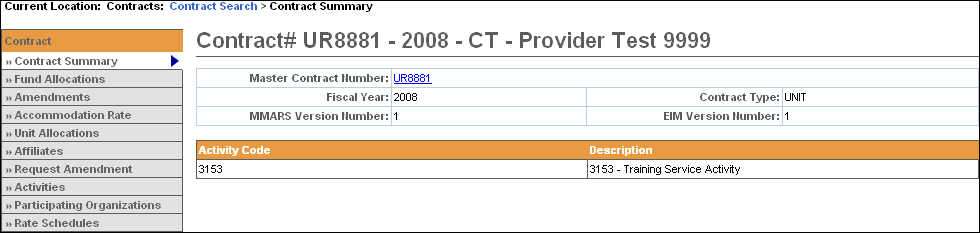 Current Location: Contracts: Contract Search > Contract Summary
Contract
» Contract Summary
» Fund Allocations
» Amendments
» Accommodation Rate
» Unit Allocations
» Affiliates
» Request Amendment
» Activities
» Participating Organizations
» Rate Schedules
Contract# UR8881 - 2008 - CT - Provider Test 9999
Master Contract Number: UR8881
Fiscal Year: 2008 Contract Type: UNIT
MMARS Version Number: 1 EIM Version Number: 1
Activity Code Description
3153 3153 - Training Service Activity